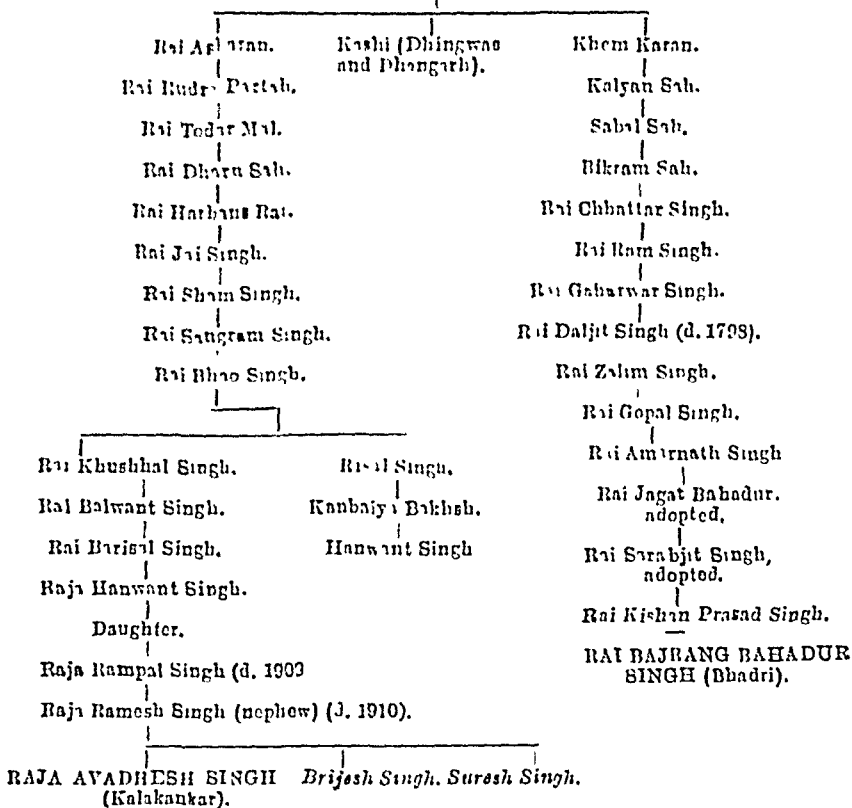 Rai Askaran. Kashi (Dhingwas and Dhangarh). Khem Karan.
Rai Rudra Partab. Kalyan Sah.
Rai Todar Mal. Sabal Sah.
Rai Dharu Sah. Bikram Sah.
Rai Harbans Rai. Rai Chhattar Singh.
Rai Jai Singh. Rai Ram Singh.
Rai Sham Singh. Rai Gaharwar Singh.
Rai Sangram Singh. Rai Daljit Singh (d. 1798).
Rai Bhao Singh. Rai Zalim Singh.
Rai Gopal Singh.
Rai Khushhal Singh. Risal Singh. Rai Amarnath Singh
Rai Balwant Singh. Kanhaiya Bakhsh. Rai Jagat Bahadur.
adopted,
Rai Barisal Singh. Hanwant Singh Rai Sarabjit Singh,
adopted.
Raja Hanwant Singh.
Rai Kishan Prasad Singh.
Daughter.
Raja Rampal Singh (d. 1909 RAI BAJRANG BAHADUR
SINGH (Bhadri).
Raja Ramesh Singh (nephew) (d. 1910).
RAJA AVADHESH SINGH Brijesh Singh. Suresh Singh.
(Kalakankar).